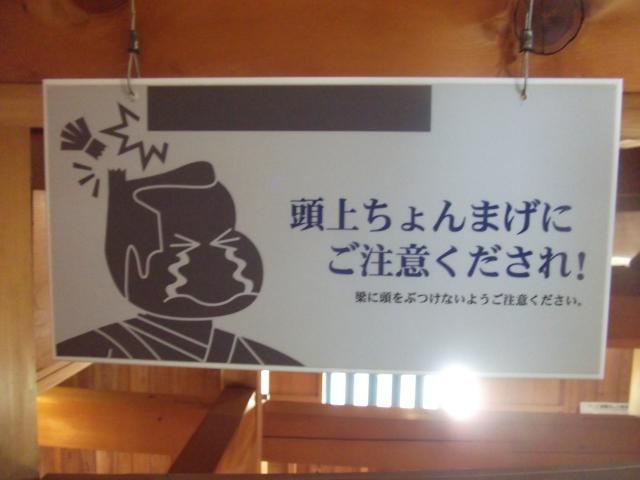 頭上ちょんまげに
ご注意くだされ!
梁に頭をぶつけないようご注意ください。